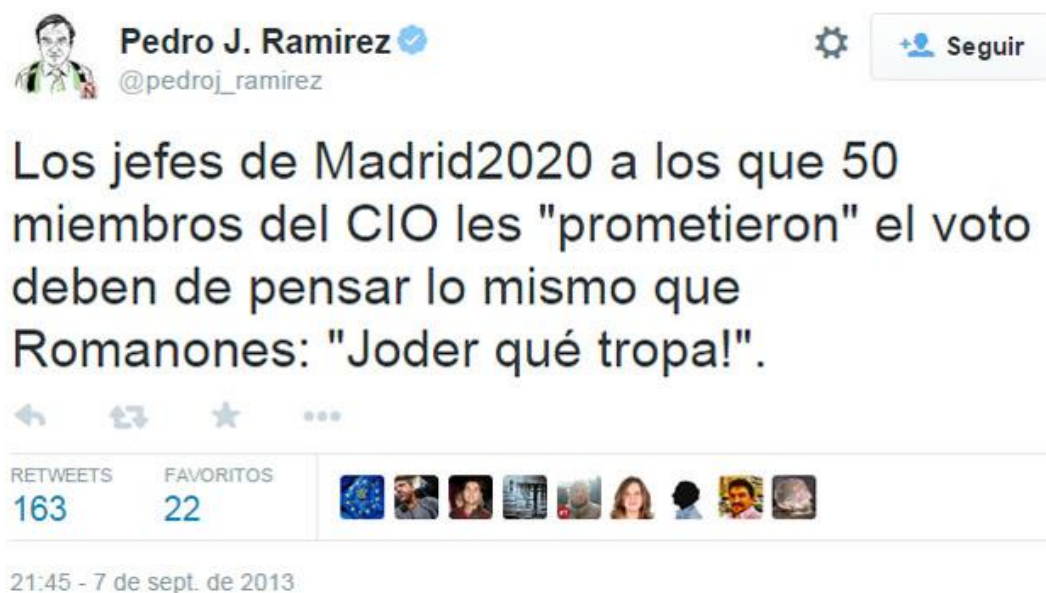 Pedro J. Ramirez
Seguir
@pedroj_ramirez
Los jefes de Madrid2020 a los que 50
miembros del CIO les "prometieron" el voto
deben de pensar lo mismo que
Romanones: "Joder qué tropa!".
RETWEETS FAVORITOS
163 22
21:45 - 7 de sept. de 2013